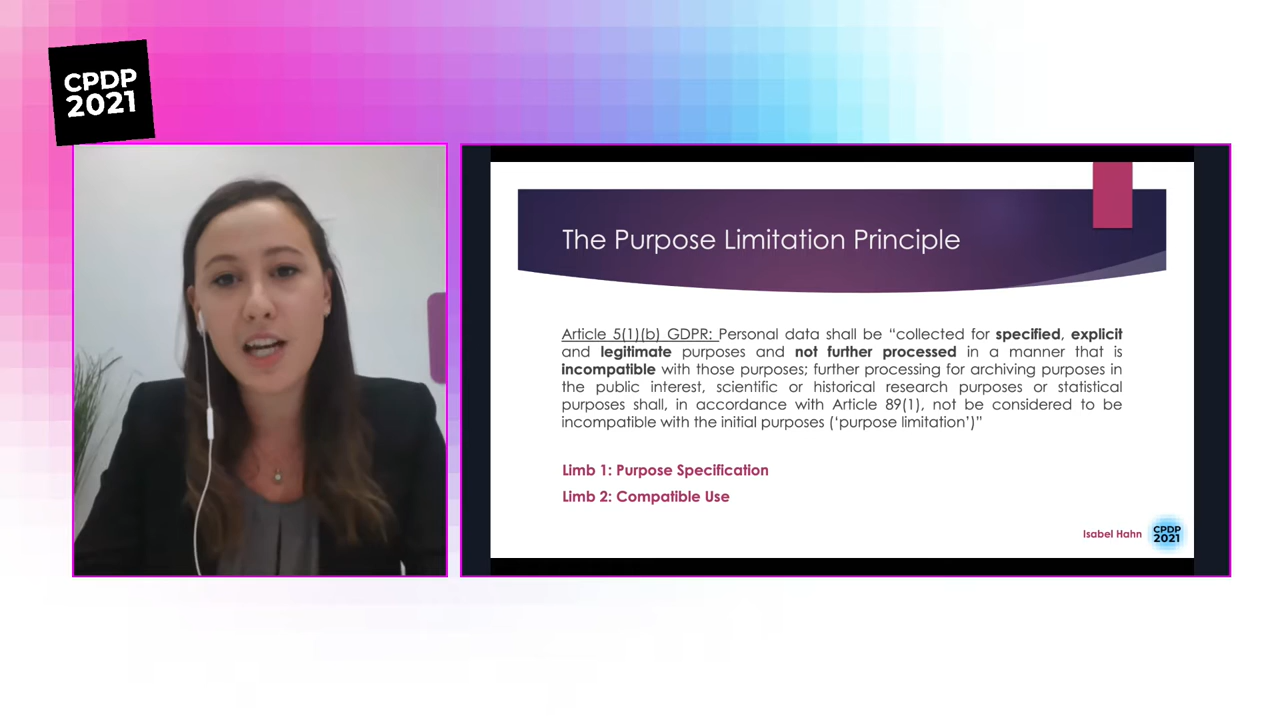 CPDP
2021
The Purpose Limitation Principle
Article 5(1)(b) GDPR: Personal data shall be “collected for specified, explicit
and legitimate purposes and not further processed in a manner that is
incompatible with those purposes; further processing for archiving purposes in
the public interest, scientific or historical research purposes or statistical
purposes shall, in accordance with Article 89(1), not be considered to be
incompatible with the initial purposes (‘purpose limitation’)”
Limb 1: Purpose Specification
Limb 2: Compatible Use
Isabel Hahn
CPDP
2021